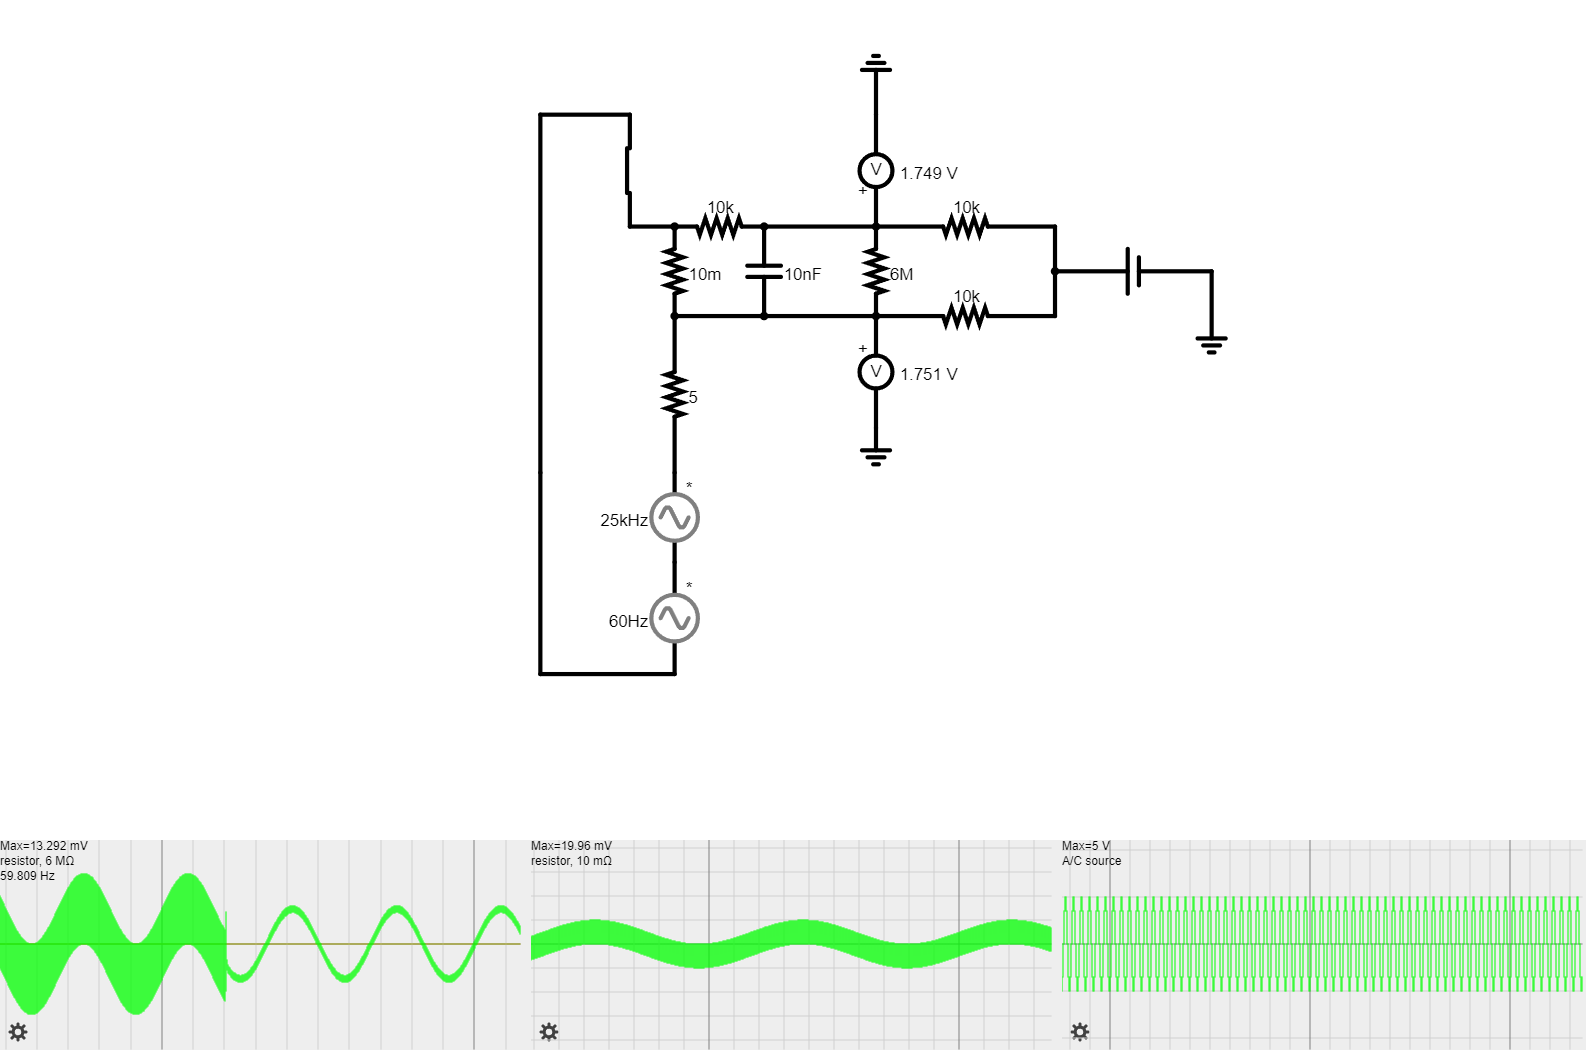 V
1.749 V
+
10k
10k
10m
10nF
6M
10k
+
V
1.751 V
5
*
25kHz
*
60Hz
Max=13.292 mV
resistor, 6 MΩ
59.809 Hz
Max=19.96 mV
resistor, 10 mΩ
Max=5 V
A/C source